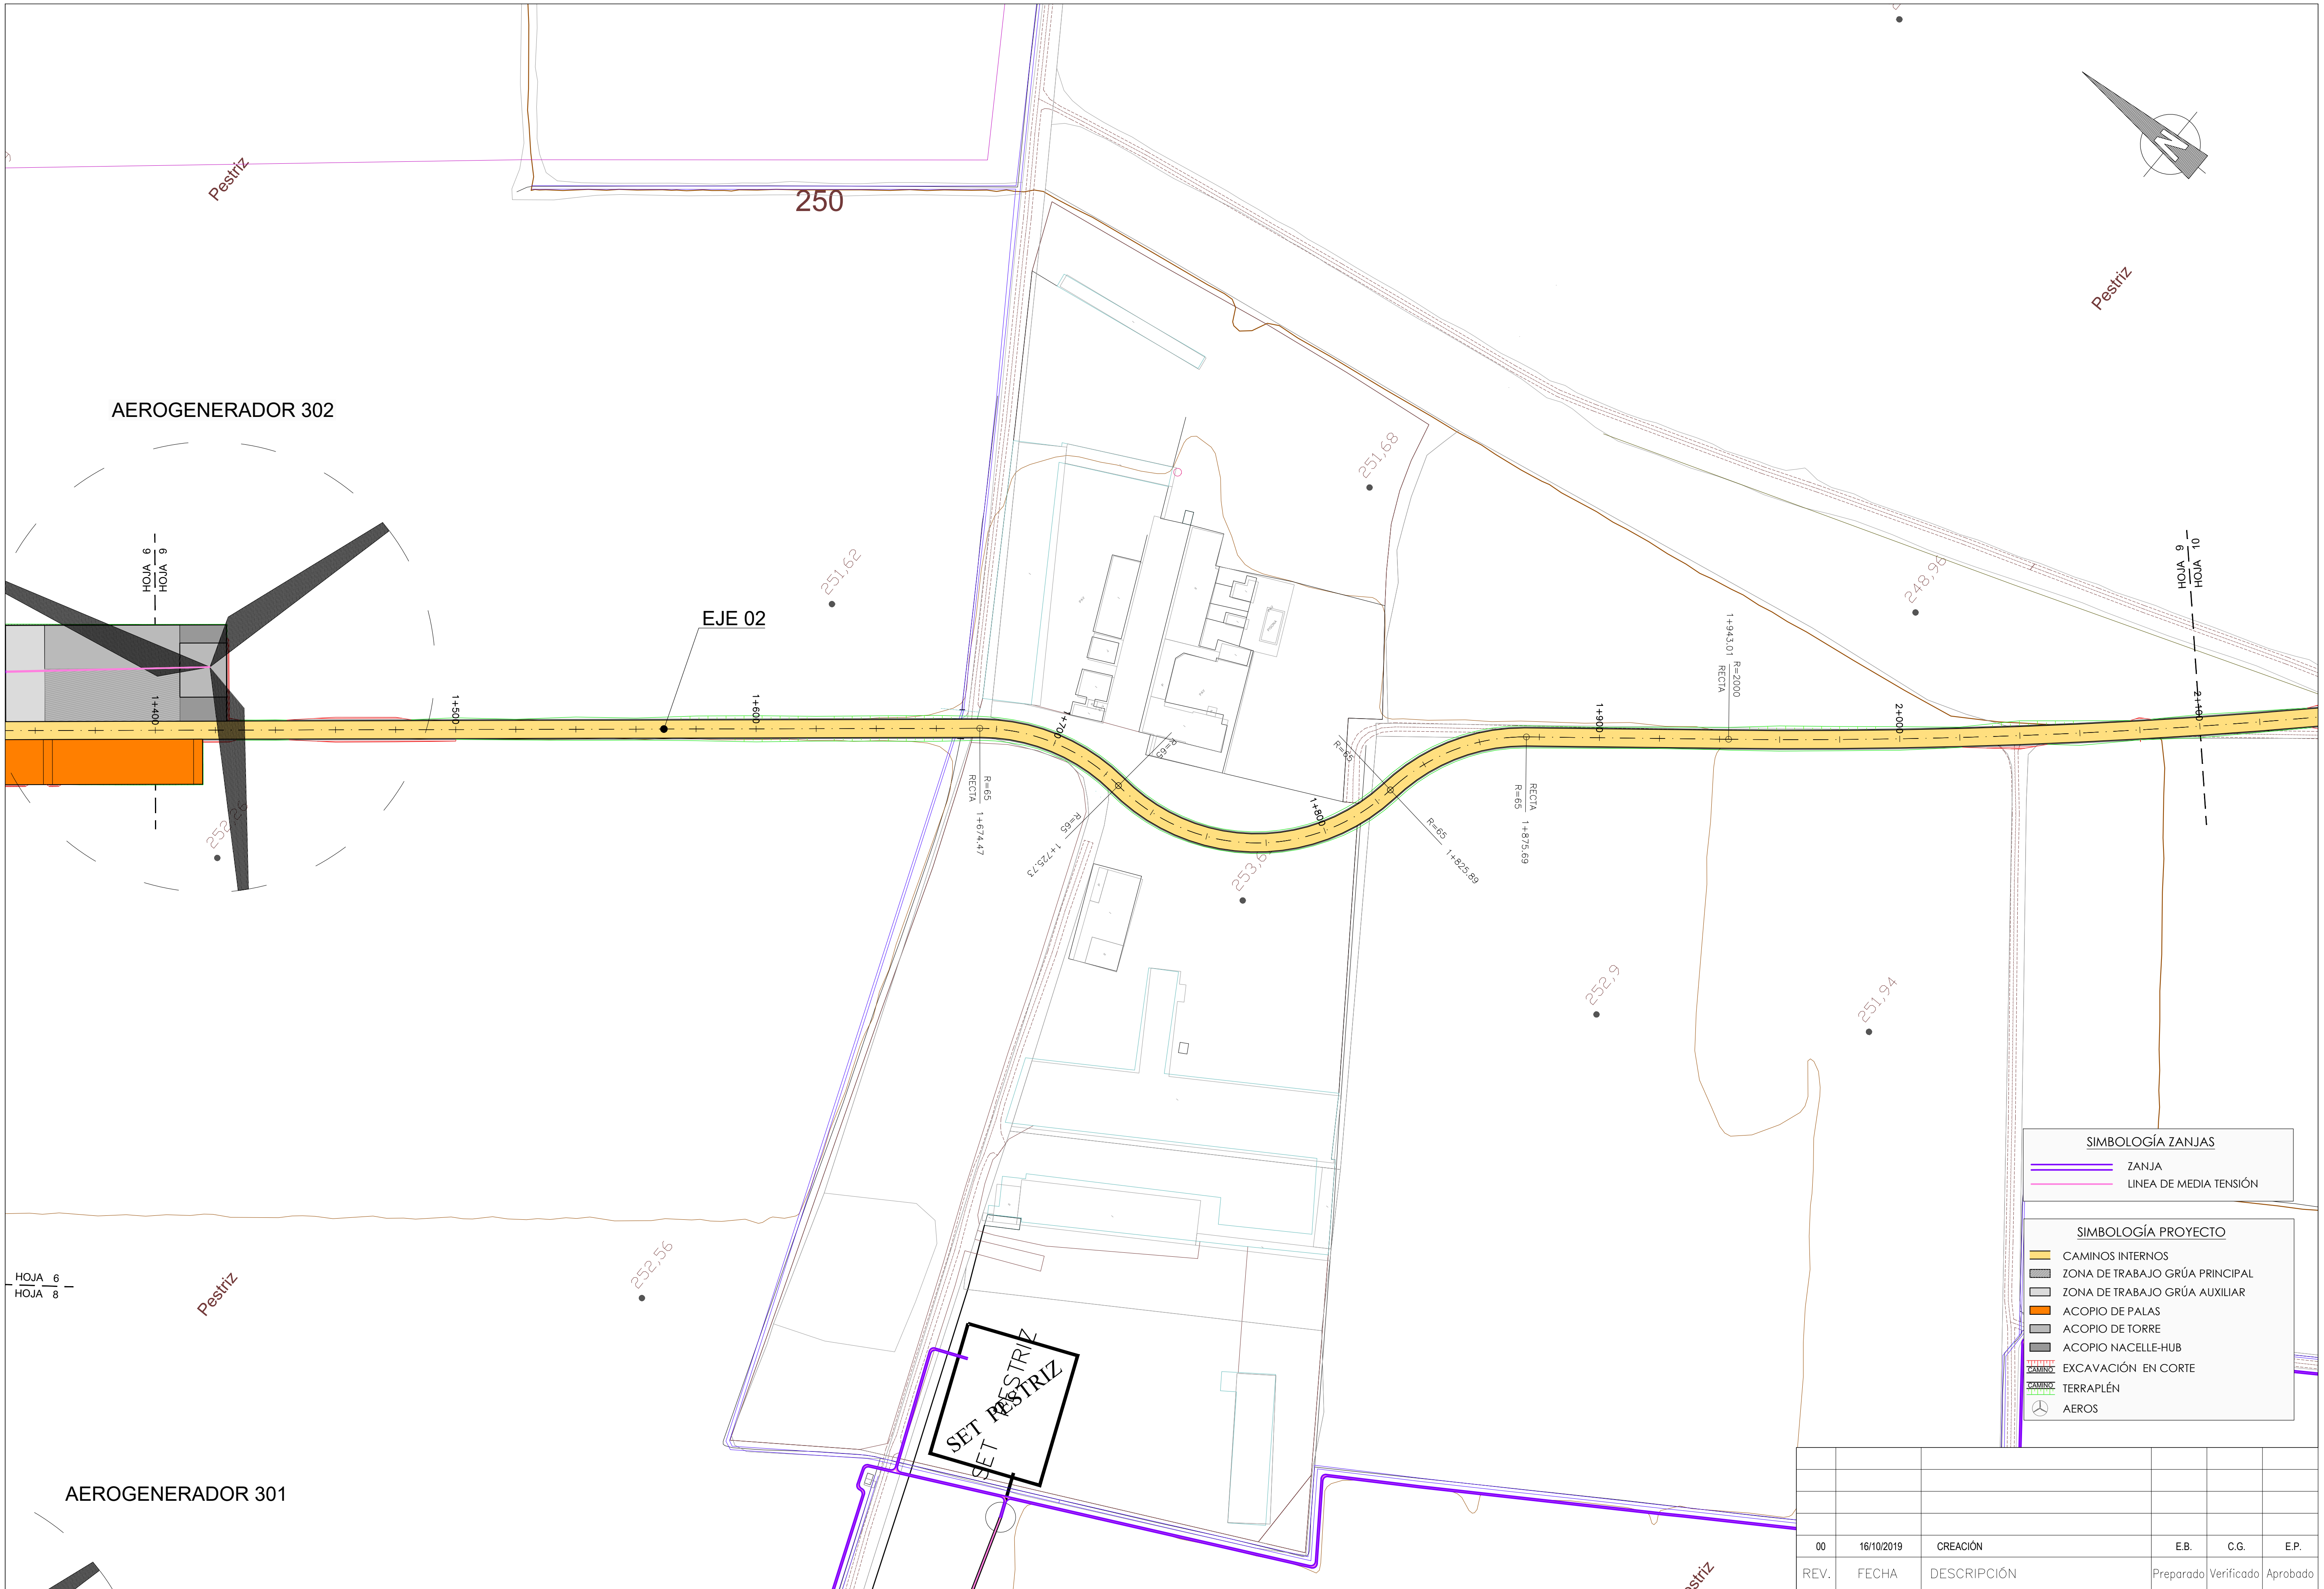 Pestriz
250
Pestriz
AEROGENERADOR 302
251,68
HOJA 6
HOJA 9
251,62
EJE 02
248,96
HOJA 9
HOJA 10
1+400
1+500
1+600
1+700
1+800
1+900
2+000
2+100
RECTA
R=65
1+674.47
R=65
R=65
1+725.73
R=65
R=65
1+825.89
RECTA
R=65
1+875.69
1+943.01
R=2000
RECTA
252,9
251,94
252,56
Pestriz
HOJA 6
HOJA 8
AEROGENERADOR 301
SET PESTRIZ
SET PESTRIZ
SIMBOLOGÍA ZANJAS
ZANJA
LINEA DE MEDIA TENSIÓN
SIMBOLOGÍA PROYECTO
CAMINOS INTERNOS
ZONA DE TRABAJO GRÚA PRINCIPAL
ZONA DE TRABAJO GRÚA AUXILIAR
ACOPIO DE PALAS
ACOPIO DE TORRE
ACOPIO NACELLE-HUB
CAMINO EXCAVACIÓN EN CORTE
CAMINO TERRAPLÉN
AEROS
00 16/10/2019 CREACIÓN E.B. C.G. E.P.
REV. FECHA DESCRIPCIÓN Preparado Verificado Aprobado